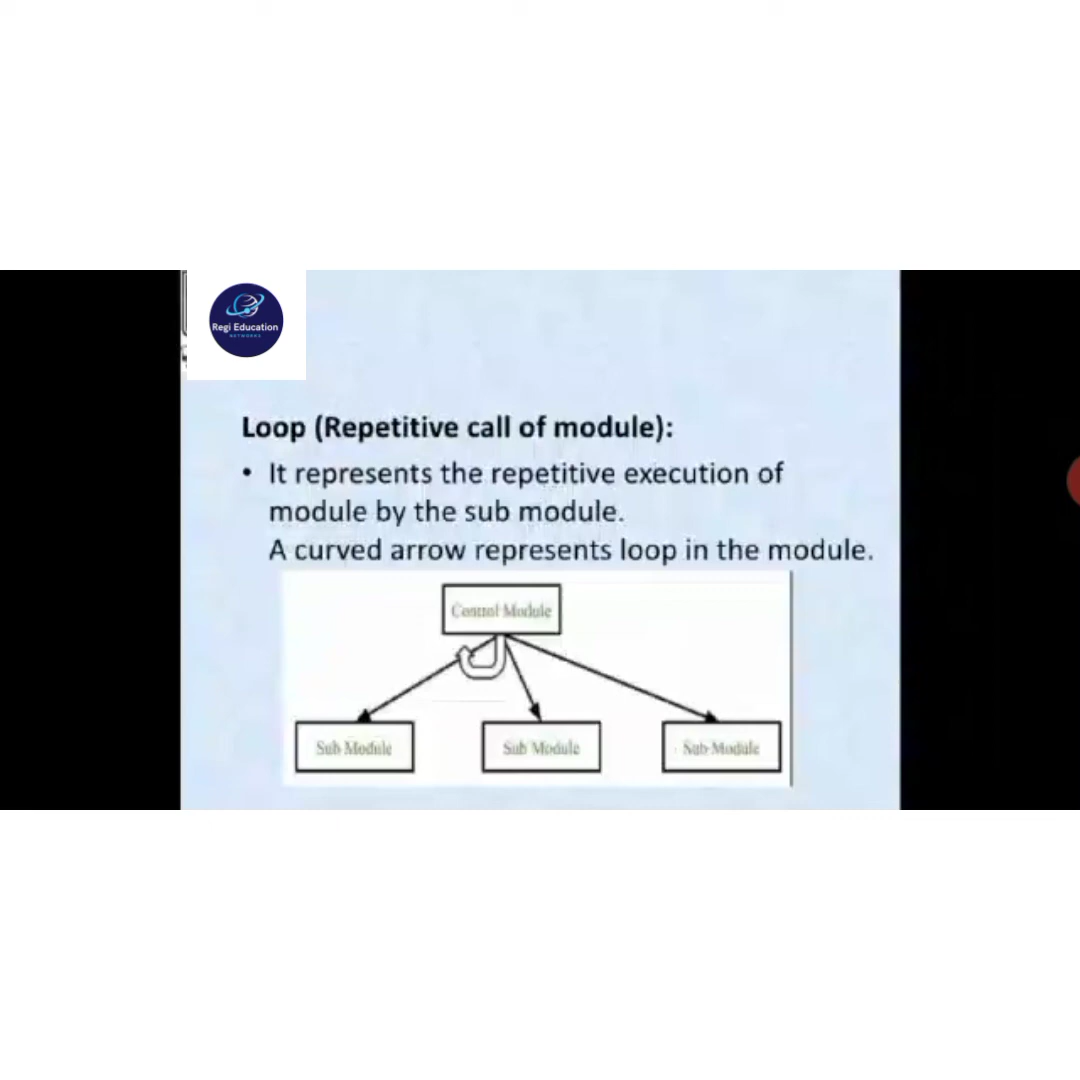 Regi Education
NETWORKS
Loop (Repetitive call of module):
• It represents the repetitive execution of
module by the sub module.
A curved arrow represents loop in the module.
Control Module
Sub Module
Sub Module
Sub Module